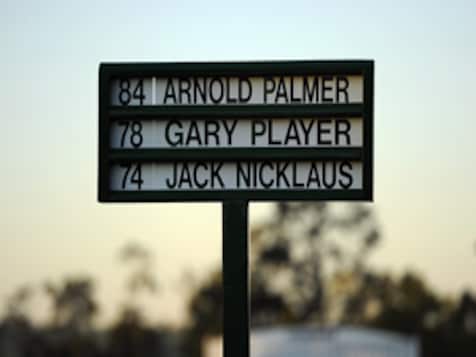 84 ARNOLD PALMER
78 GARY PLAYER
74 JACK NICKLAUS